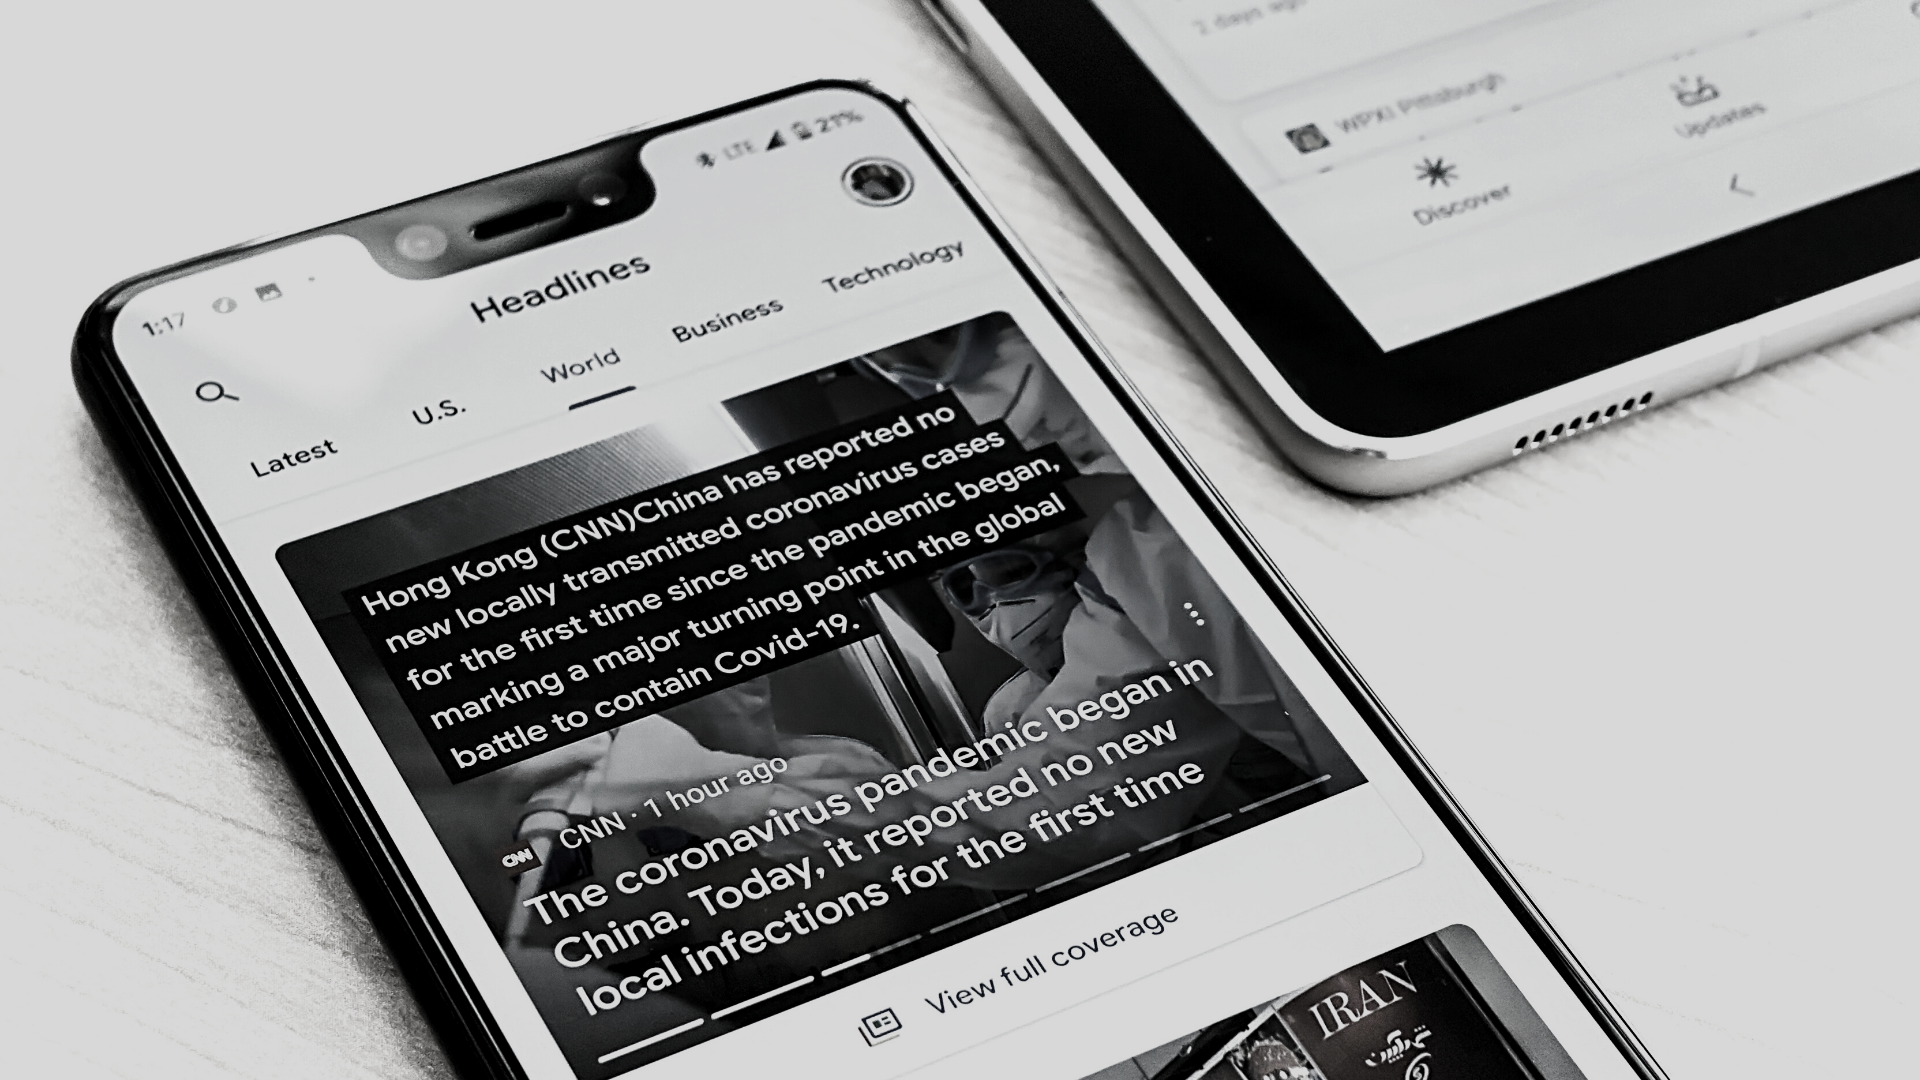 1:17
LTE 21%
Headlines
Latest U.S. World Business Technology
Hong Kong (CNN)China has reported no
new locally transmitted coronavirus cases
for the first time since the pandemic began,
marking a major turning point in the global
battle to contain Covid-19.
CNN CNN · 1 hour ago
The coronavirus pandemic began in
China. Today, it reported no new
local infections for the first time
View full coverage
IRAN
2 days ago
WPXI Pittsburgh
Discover
Updates